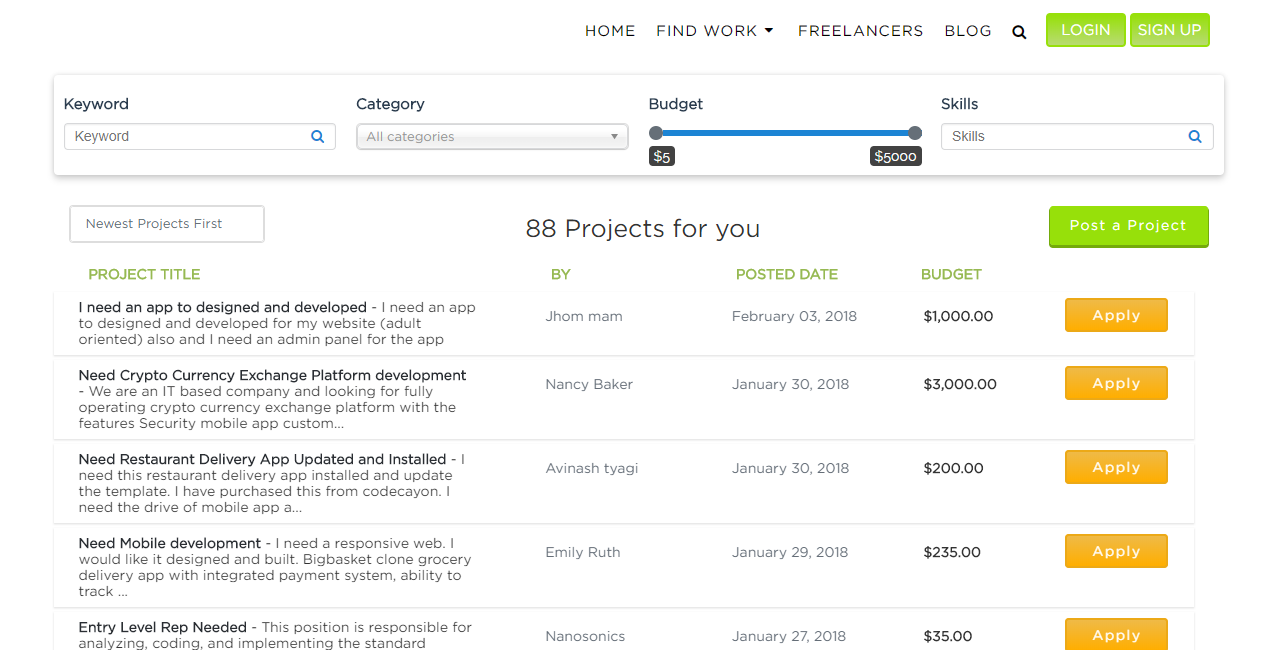 HOME FIND WORK FREELANCERS BLOG LOGIN SIGN UP
Keyword Category Budget Skills
Keyword All categories Skills
$5 $5000
Newest Projects First 88 Projects for you Post a Project
PROJECT TITLE BY POSTED DATE BUDGET
I need an app to designed and developed - I need an app
to designed and developed for my website (adult
oriented) also and I need an admin panel for the app
Jhom mam February 03, 2018 $1,000.00 Apply
Need Crypto Currency Exchange Platform development
- We are an IT based company and looking for fully
operating crypto currency exchange platform with the
features Security mobile app custom...
Nancy Baker January 30, 2018 $3,000.00 Apply
Need Restaurant Delivery App Updated and Installed - I
need this restaurant delivery app installed and update
the template. I have purchased this from codecayon. I
need the drive of mobile app a...
Avinash tyagi January 30, 2018 $200.00 Apply
Need Mobile development - I need a responsive web. I
would like it designed and built. Bigbasket clone grocery
delivery app with integrated payment system, ability to
track ...
Emily Ruth January 29, 2018 $235.00 Apply
Entry Level Rep Needed - This position is responsible for
analyzing, coding, and implementing the standard
Nanosonics January 27, 2018 $35.00 Apply